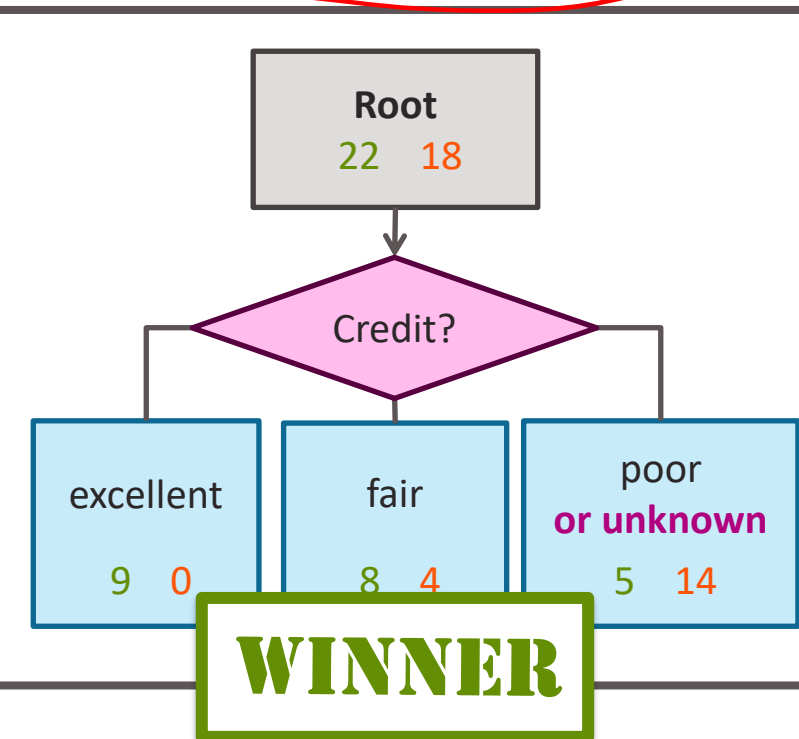 Root
22 18
Credit?
excellent
9 0
fair
8 4
poor
or unknown
5 14
WINNER